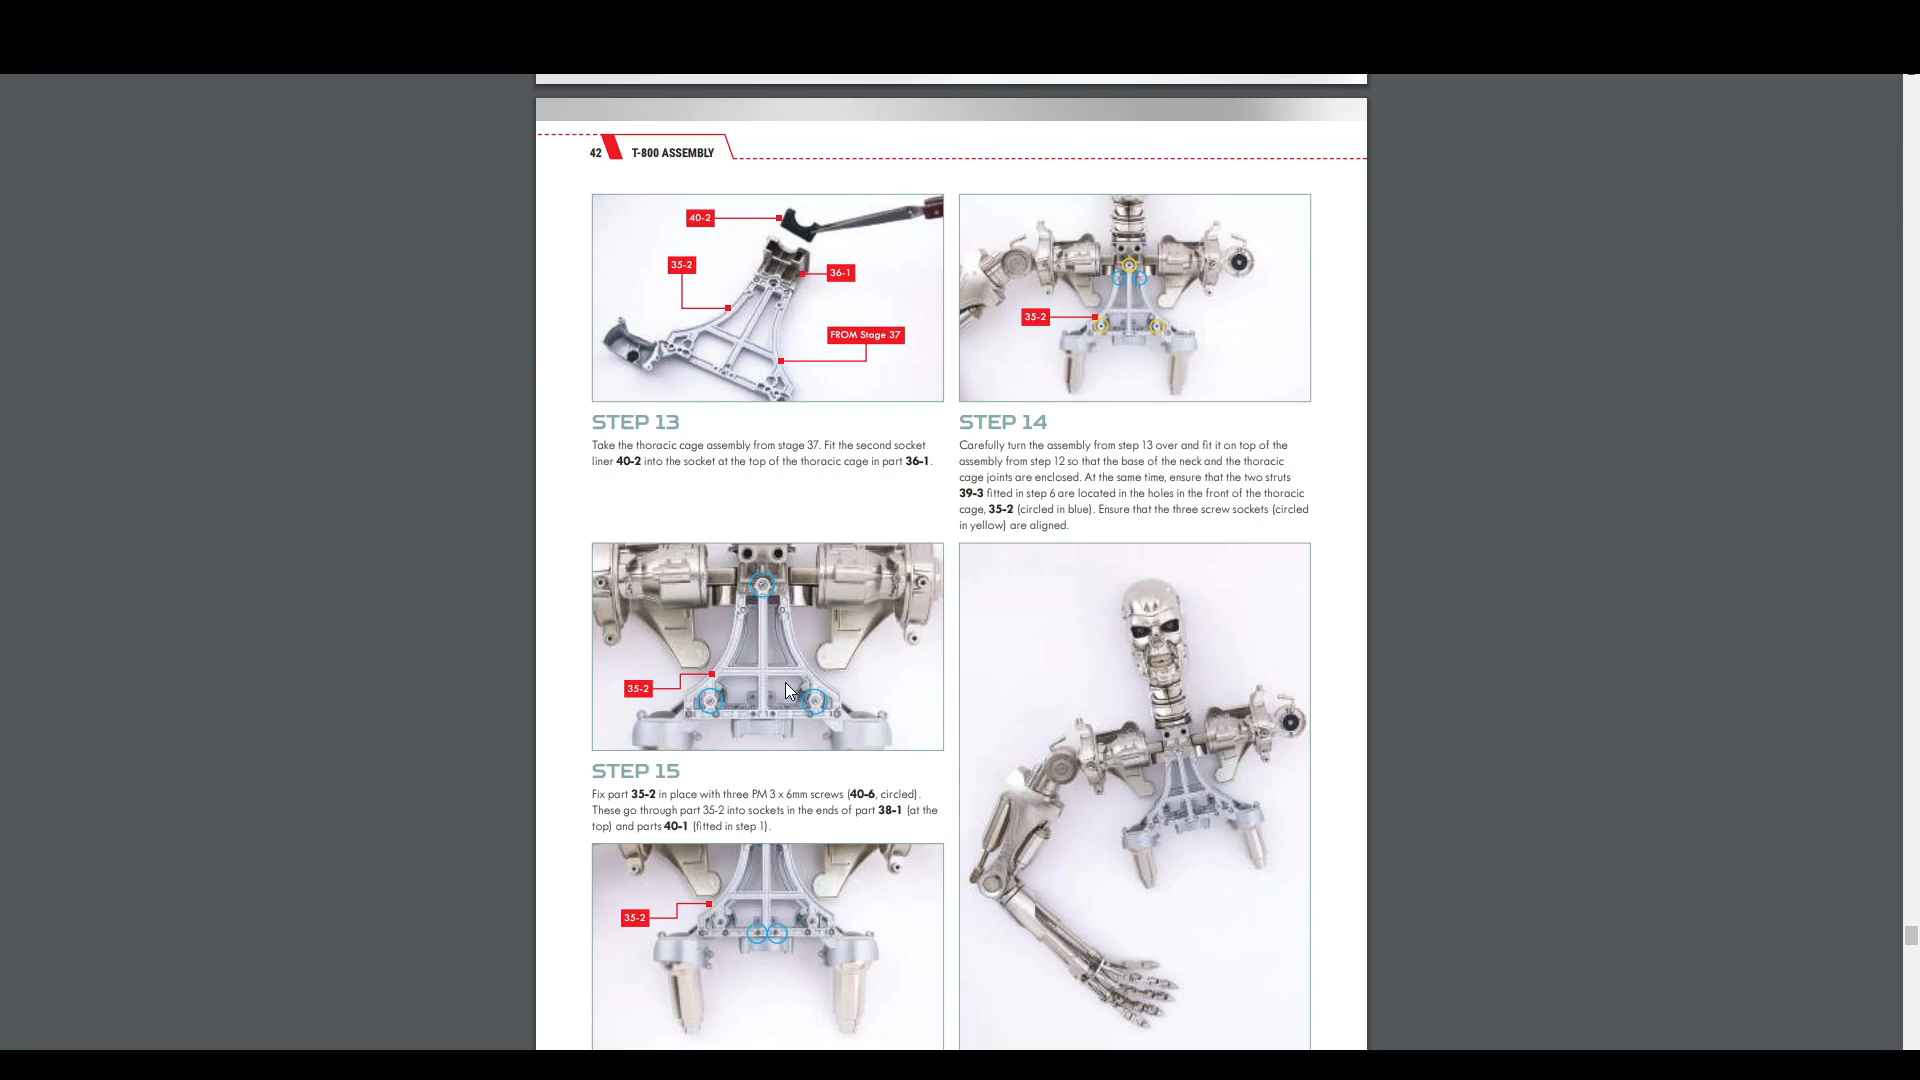 42 T-800 ASSEMBLY
40-2
35-2
36-1
FROM Stage 37
35-2
STEP 13
Take the thoracic cage assembly from stage 37. Fit the second socket
liner 40-2 into the socket at the top of the thoracic cage in part 36-1.
STEP 14
Carefully turn the assembly from step 13 over and fit it on top of the
assembly from step 12 so that the base of the neck and the thoracic
cage joints are enclosed. At the same time, ensure that the two struts
39-3 fitted in step 6 are located in the holes in the front of the thoracic
cage, 35-2 (circled in blue). Ensure that the three screw sockets (circled
in yellow) are aligned.
35-2
STEP 15
Fix part 35-2 in place with three PM 3 x 6mm screws (40-6, circled).
These go through part 35-2 into sockets in the ends of part 38-1 (at the
top) and parts 40-1 (fitted in step 1).
35-2